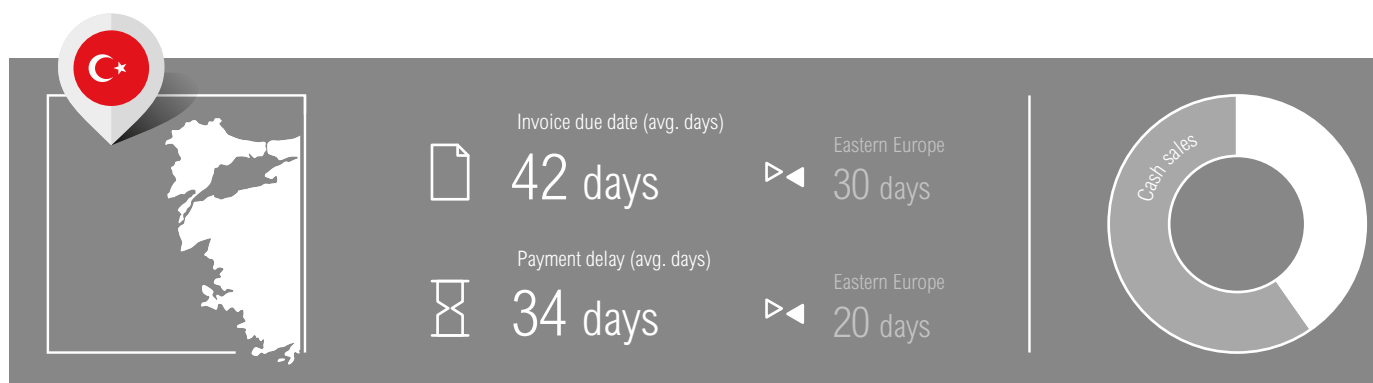 Invoice due date (avg. days)
42 days
Eastern Europe
30 days
Payment delay (avg. days)
34 days
Eastern Europe
20 days
Cash sales